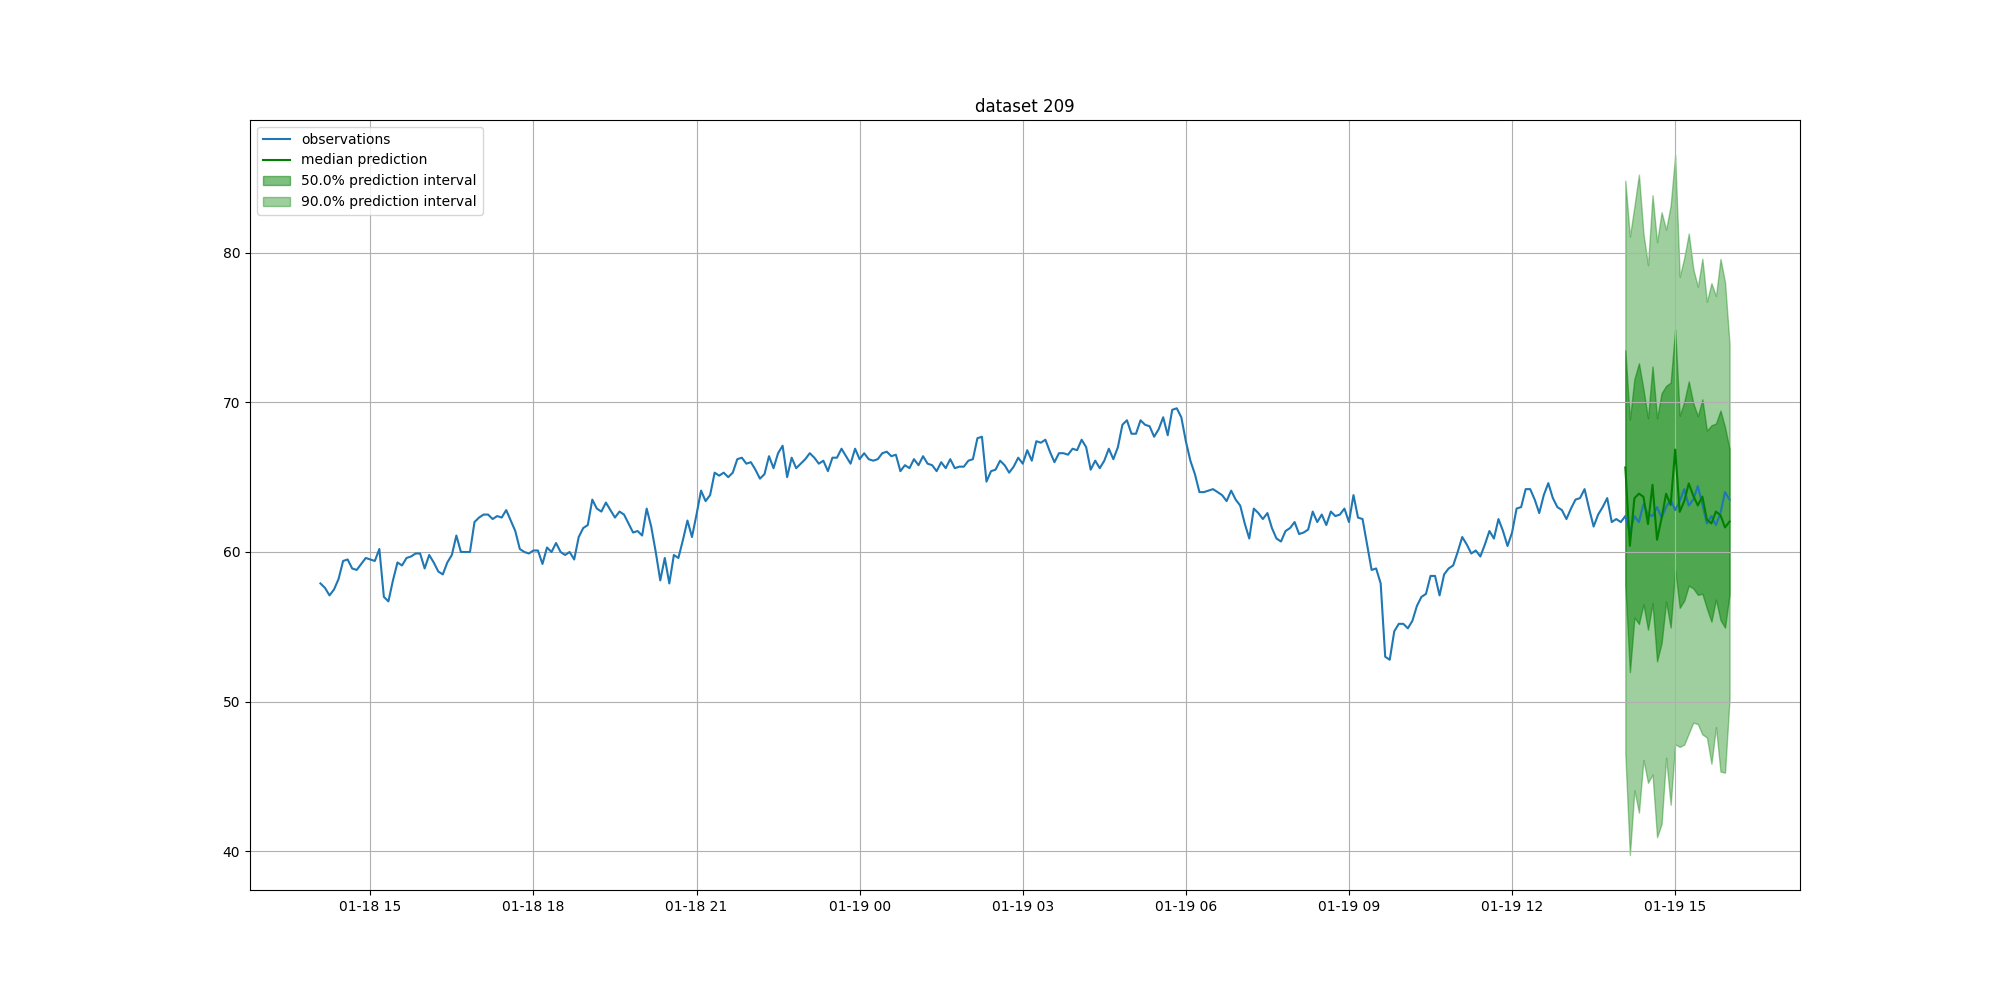 dataset 209
observations
median prediction
50.0% prediction interval
90.0% prediction interval
80
70
60
50
40
01-18 15
01-18 18
01-18 21
01-19 00
01-19 03
01-19 06
01-19 09
01-19 12
01-19 15